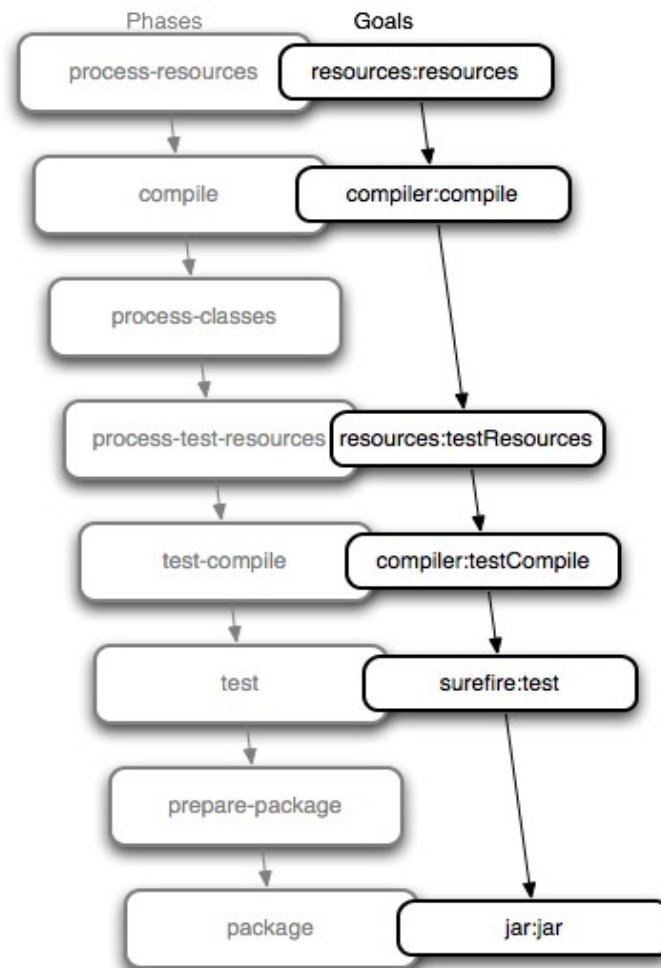 Phases
Goals
process-resources
resources:resources
compile
compiler:compile
process-classes
process-test-resources
resources:testResources
test-compile
compiler:testCompile
test
surefire:test
prepare-package
package
jar:jar